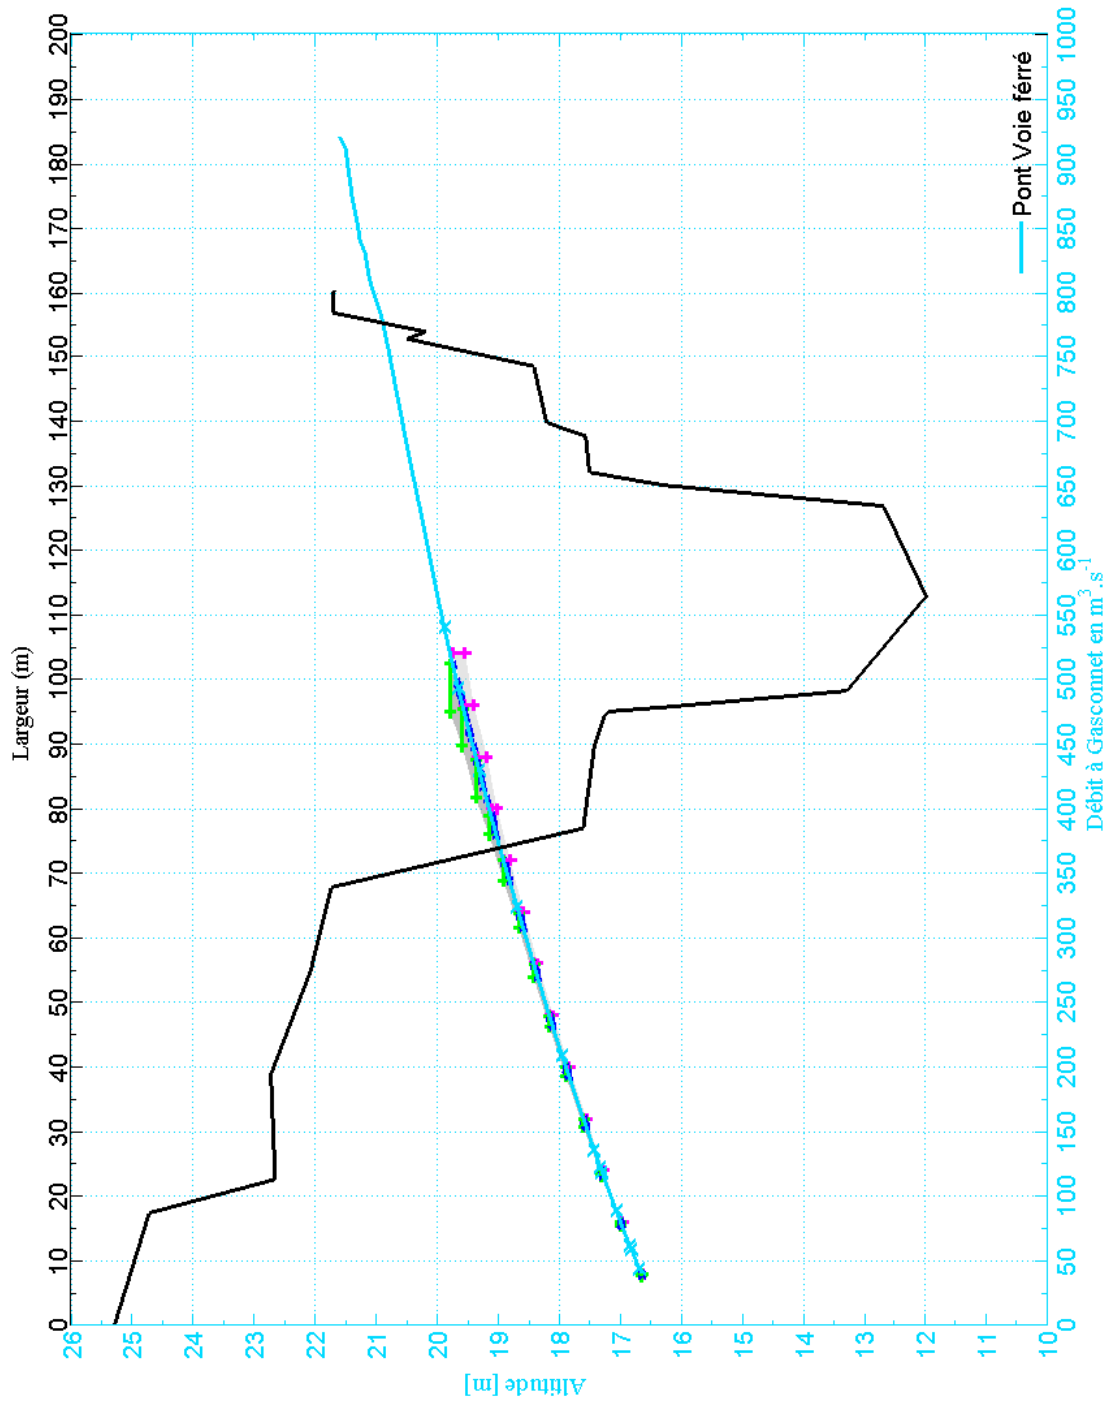 Largeur (m)
0 10 20 30 40 50 60 70 80 90 100 110 120 130 140 150 160 170 180 190 200
26
25
24
23
22
21
20
19
18
17
16
15
14
13
12
11
10
Altitude [m]
Pont Voie férré
0 50 100 150 200 250 300 350 400 450 500 550 600 650 700 750 800 850 900 950 1000
Débit à Gasconnet en m³.s⁻¹